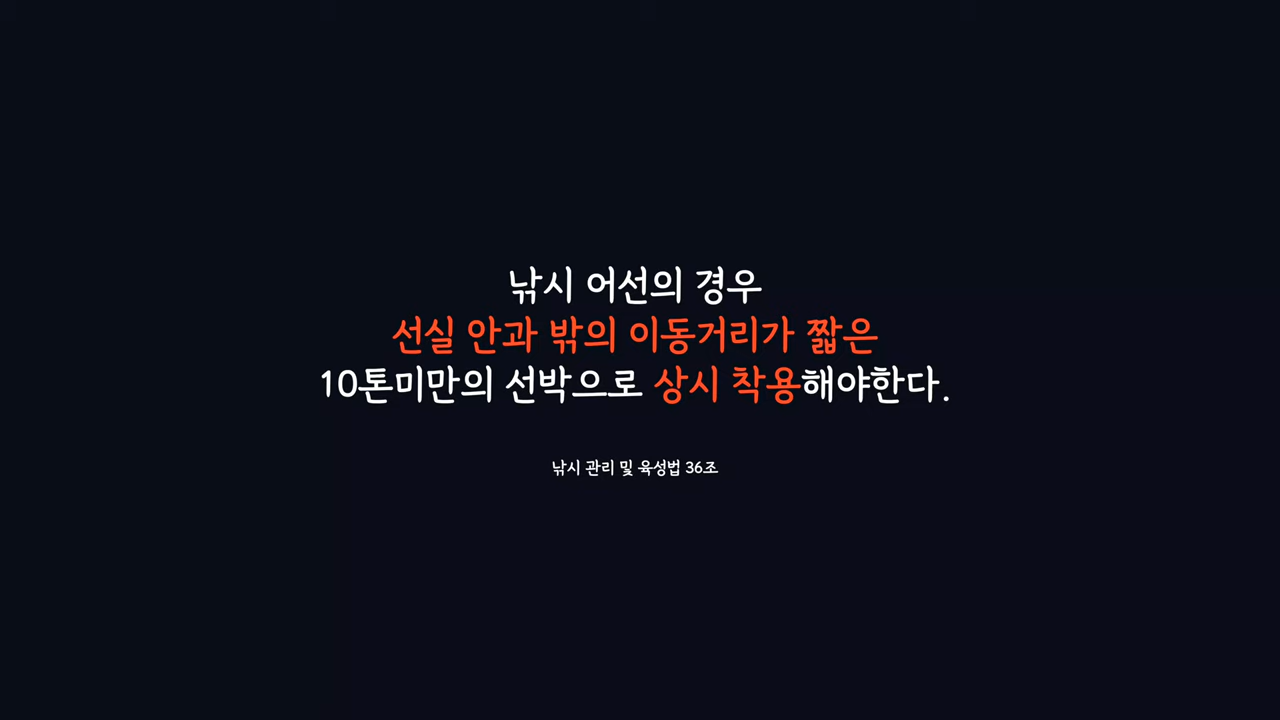 낚시 어선의 경우
선실 안과 밖의 이동거리가 짧은
10톤미만의 선박으로 상시 착용해야한다.
낚시 관리 및 육성법 36조